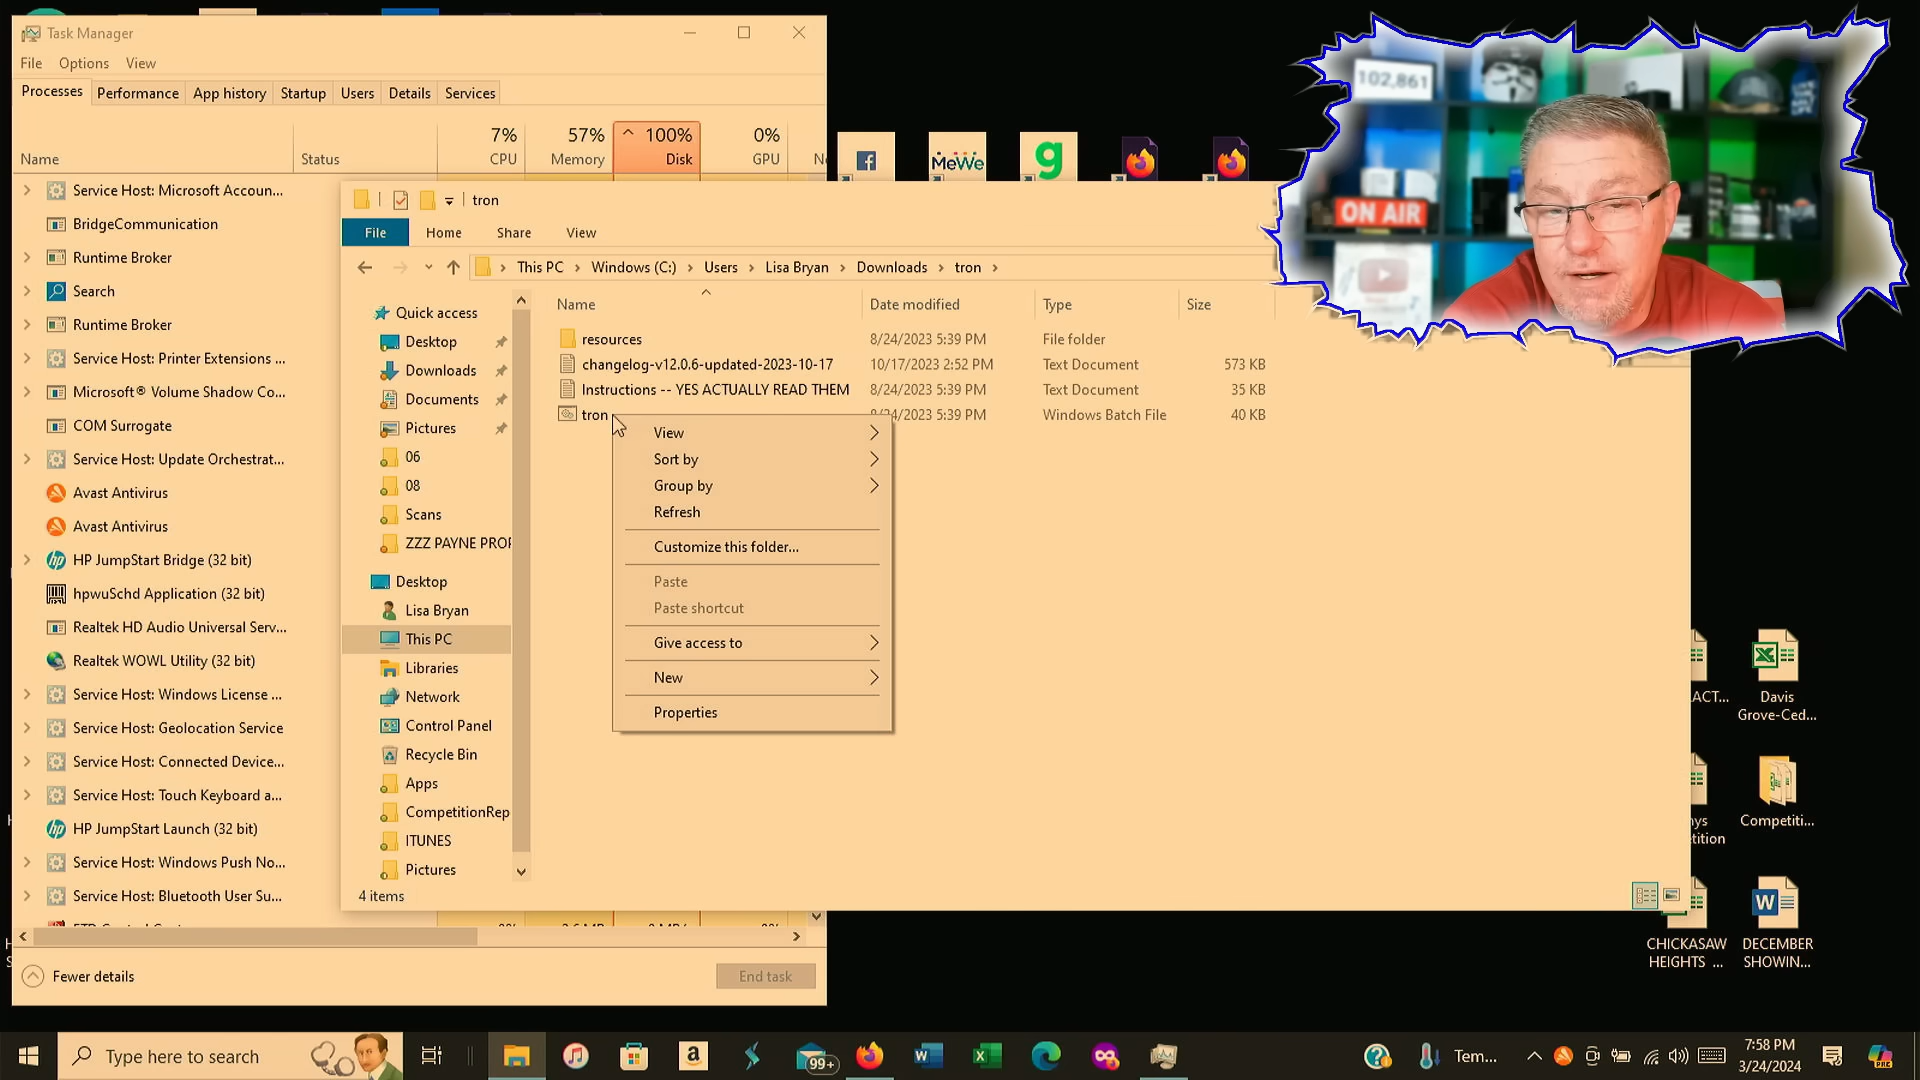 Task Manager
File Options View
Processes Performance App history Startup Users Details Services
7% 57% 100% 0%
Name Status CPU Memory Disk GPU
Service Host: Microsoft Accoun...
BridgeCommunication
Runtime Broker
Search
Runtime Broker
Service Host: Printer Extensions ...
Microsoft® Volume Shadow Co...
COM Surrogate
Service Host: Update Orchestrat...
Avast Antivirus
Avast Antivirus
HP JumpStart Bridge (32 bit)
hpwuSchd Application (32 bit)
Realtek HD Audio Universal Serv...
Realtek WOWL Utility (32 bit)
Service Host: Windows License ...
Service Host: Geolocation Service
Service Host: Connected Device...
Service Host: Touch Keyboard a...
HP JumpStart Launch (32 bit)
Service Host: Windows Push No...
Service Host: Bluetooth User Su...
Fewer details
End task
MeWe
g
tron
File Home Share View
This PC > Windows (C:) > Users > Lisa Bryan > Downloads > tron >
Quick access
Desktop
Downloads
Documents
Pictures
06
08
Scans
ZZZ PAYNE PROP
Desktop
Lisa Bryan
This PC
Libraries
Network
Control Panel
Recycle Bin
Apps
CompetitionRep
ITUNES
Pictures
4 items
Name Date modified Type Size
resources 8/24/2023 5:39 PM File folder
changelog-v12.0.6-updated-2023-10-17 10/17/2023 2:52 PM Text Document 573 KB
Instructions -- YES ACTUALLY READ THEM 8/24/2023 5:39 PM Text Document 35 KB
tron 8/24/2023 5:39 PM Windows Batch File 40 KB
View
Sort by
Group by
Refresh
Customize this folder...
Paste
Paste shortcut
Give access to
New
Properties
102,861
ON AIR
Davis
Grove-Ced...
Competiti...
CHICKASAW
HEIGHTS ...
DECEMBER
SHOWIN...
Type here to search
99+
Tem...
7:58 PM
3/24/2024